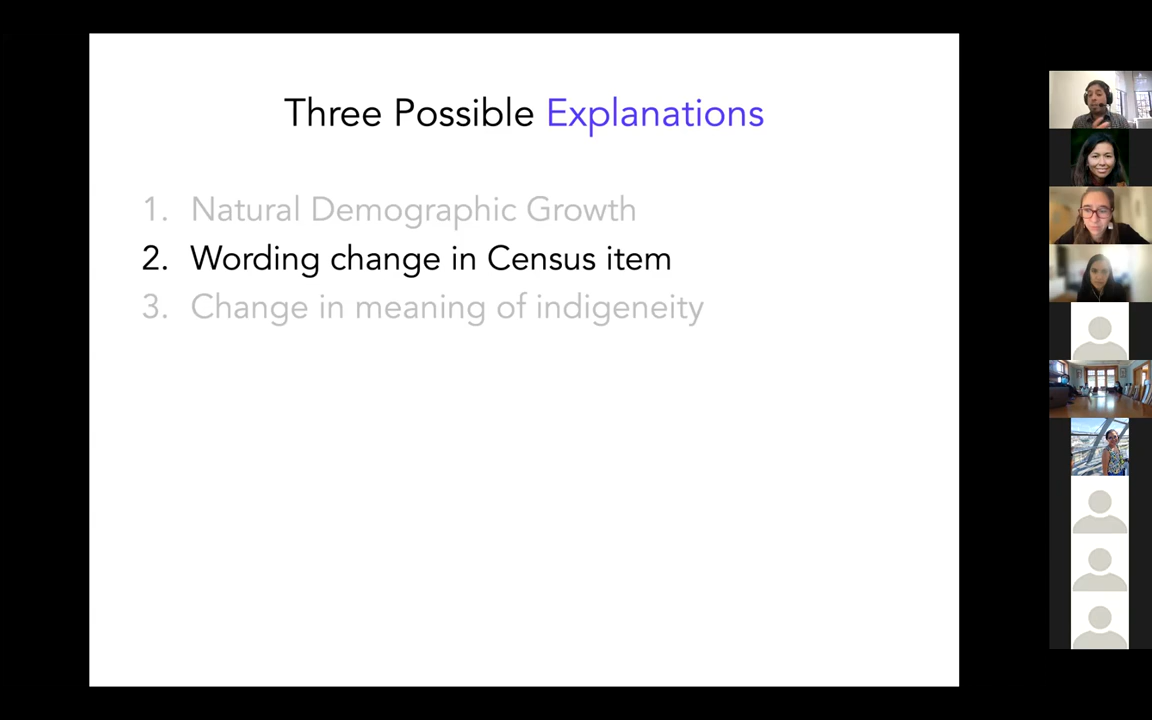 Three Possible Explanations
1. Natural Demographic Growth
2. Wording change in Census item
3. Change in meaning of indigeneity